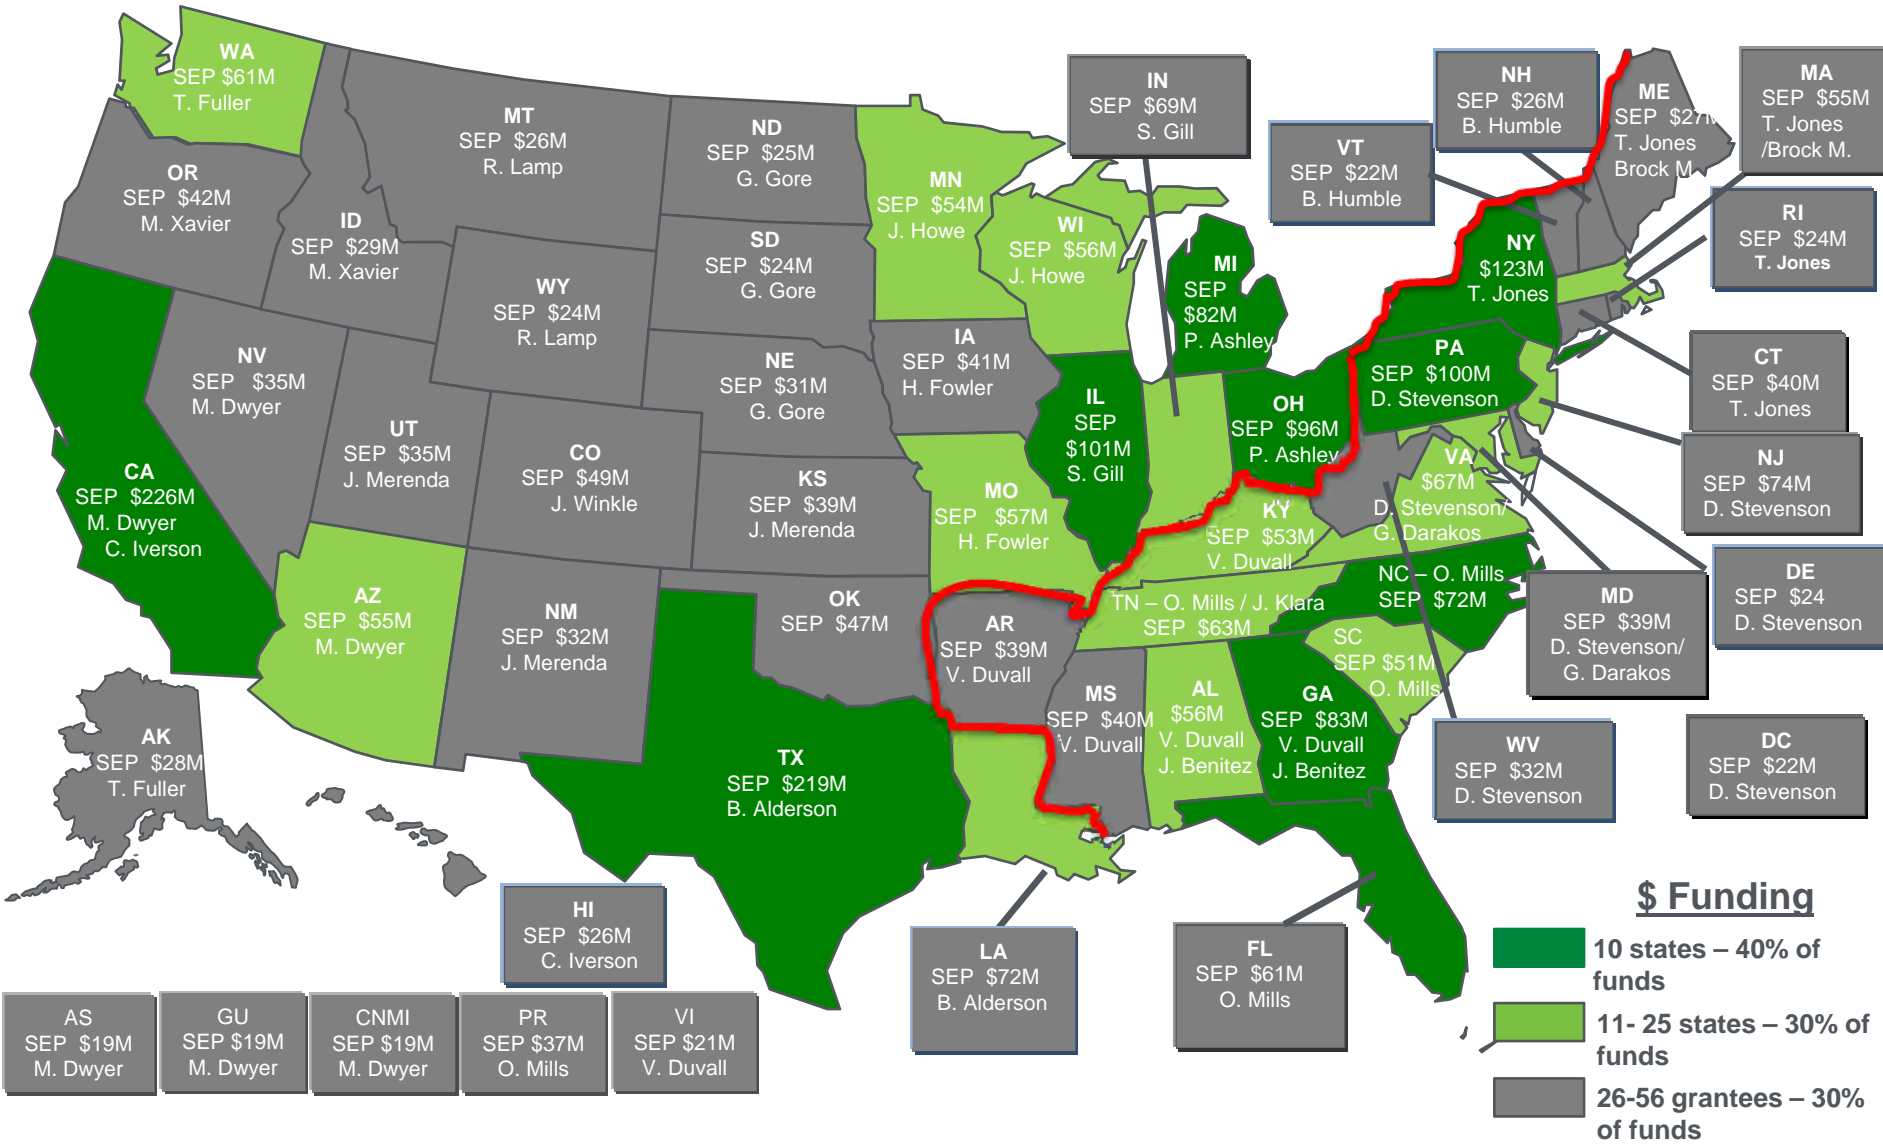 WA
SEP $61M
T. Fuller
OR
SEP $42M
M. Xavier
ID
SEP $29M
M. Xavier
MT
SEP $26M
R. Lamp
ND
SEP $25M
G. Gore
SD
SEP $24M
G. Gore
WY
SEP $24M
R. Lamp
NE
SEP $31M
G. Gore
MN
SEP $54M
J. Howe
WI
SEP $56M
J. Howe
IA
SEP $41M
H. Fowler
IN
SEP $69M
S. Gill
MI
SEP
$82M
P. Ashley
VT
SEP $22M
B. Humble
NH
SEP $26M
B. Humble
ME
SEP $27M
T. Jones
Brock M.
MA
SEP $55M
T. Jones
/Brock M.
RI
SEP $24M
T. Jones
NY
$123M
T. Jones
CT
SEP $40M
T. Jones
PA
SEP $100M
D. Stevenson
NJ
SEP $74M
D. Stevenson
OH
SEP $96M
P. Ashley
IL
SEP
$101M
S. Gill
NV
SEP $35M
M. Dwyer
UT
SEP $35M
J. Merenda
CO
SEP $49M
J. Winkle
KS
SEP $39M
J. Merenda
MO
SEP $57M
H. Fowler
CA
SEP $226M
M. Dwyer
C. Iverson
KY
SEP $53M
V. Duvall
VA
$67M
D. Stevenson/
G. Darakos
DE
SEP $24
D. Stevenson
MD
SEP $39M
D. Stevenson/
G. Darakos
NC – O. Mills
SEP $72M
TN – O. Mills / J. Klara
SEP $63M
AZ
SEP $55M
M. Dwyer
NM
SEP $32M
J. Merenda
OK
SEP $47M
AR
SEP $39M
V. Duvall
SC
SEP $51M
O. Mills
MS
SEP $40M
V. Duvall
AL
$56M
V. Duvall
J. Benitez
GA
SEP $83M
V. Duvall
J. Benitez
WV
SEP $32M
D. Stevenson
DC
SEP $22M
D. Stevenson
AK
SEP $28M
T. Fuller
TX
SEP $219M
B. Alderson
HI
SEP $26M
C. Iverson
LA
SEP $72M
B. Alderson
FL
SEP $61M
O. Mills
AS
SEP $19M
M. Dwyer
GU
SEP $19M
M. Dwyer
CNMI
SEP $19M
M. Dwyer
PR
SEP $37M
O. Mills
VI
SEP $21M
V. Duvall
$ Funding
10 states – 40% of
funds
11- 25 states – 30% of
funds
26-56 grantees – 30%
of funds